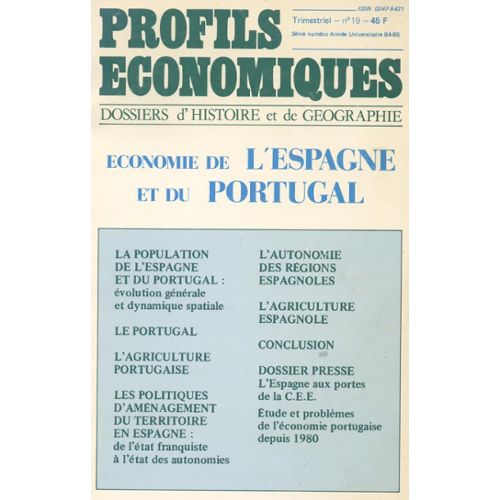 ISSN 0247-5421
PROFILS
Trimestriel — n° 19 — 45 F
3ème numéro Année Universitaire 84-85
ECONOMIQUES
DOSSIERS d'HISTOIRE et de GEOGRAPHIE
ECONOMIE DE L'ESPAGNE
ET DU PORTUGAL
LA POPULATION
DE L'ESPAGNE
ET DU PORTUGAL :
évolution générale
et dynamique spatiale
LE PORTUGAL
L'AGRICULTURE
PORTUGAISE
LES POLITIQUES
D'AMÉNAGEMENT
DU TERRITOIRE
EN ESPAGNE :
de l'état franquiste
à l'état des autonomies
L'AUTONOMIE
DES RÉGIONS
ESPAGNOLES
L'AGRICULTURE
ESPAGNOLE
CONCLUSION
DOSSIER PRESSE
L'Espagne aux portes
de la C.E.E.
Étude et problèmes
de l'économie portugaise
depuis 1980